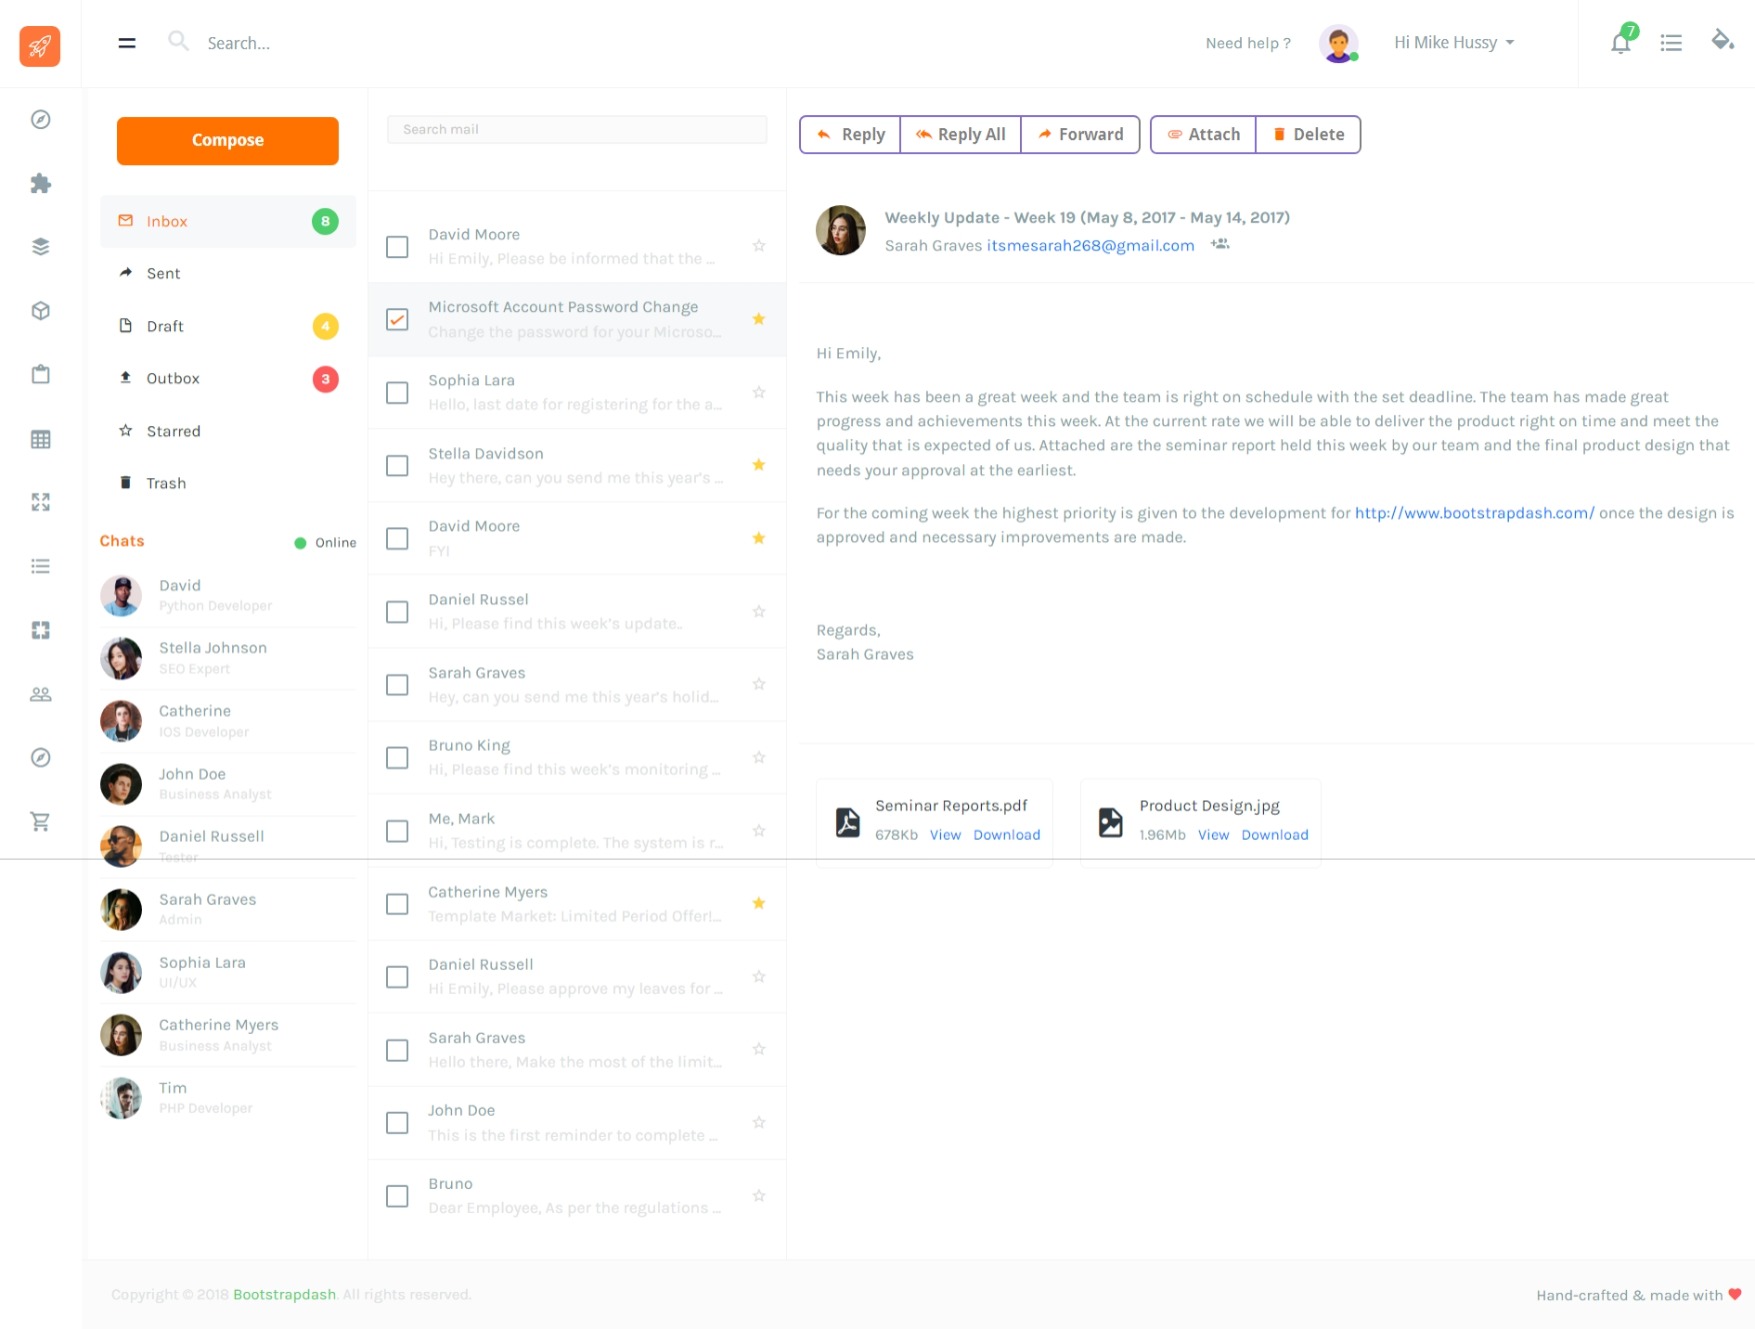 Search...
Need help ?
Hi Mike Hussy
7
Compose
Inbox
8
Sent
Draft
4
Outbox
3
Starred
Trash
Chats
Online
David
Python Developer
Stella Johnson
SEO Expert
Catherine
IOS Developer
John Doe
Business Analyst
Daniel Russell
Tester
Sarah Graves
Admin
Sophia Lara
UI/UX
Catherine Myers
Business Analyst
Tim
PHP Developer
Search mail
David Moore
Hi Emily, Please be informed that the ...
Microsoft Account Password Change
Change the password for your Microso...
Sophia Lara
Hello, last date for registering for the a...
Stella Davidson
Hey there, can you send me this year's ...
David Moore
FYI
Daniel Russel
Hi, Please find this week's update..
Sarah Graves
Hey, can you send me this year's holid...
Bruno King
Hi, Please find this week's monitoring ...
Me, Mark
Hi, Testing is complete. The system is r...
Catherine Myers
Template Market: Limited Period Offer!...
Daniel Russell
Hi Emily, Please approve my leaves for ...
Sarah Graves
Hello there, Make the most of the limit...
John Doe
This is the first reminder to complete ...
Bruno
Dear Employee, As per the regulations ...
Reply Reply All Forward Attach Delete
Weekly Update - Week 19 (May 8, 2017 - May 14, 2017)
Sarah Graves itsmesarah268@gmail.com
Hi Emily,
This week has been a great week and the team is right on schedule with the set deadline. The team has made great
progress and achievements this week. At the current rate we will be able to deliver the product right on time and meet the
quality that is expected of us. Attached are the seminar report held this week by our team and the final product design that
needs your approval at the earliest.
For the coming week the highest priority is given to the development for http://www.bootstrapdash.com/ once the design is
approved and necessary improvements are made.
Regards,
Sarah Graves
Seminar Reports.pdf
678Kb View Download
Product Design.jpg
1.96Mb View Download
Copyright © 2018 Bootstrapdash. All rights reserved.
Hand-crafted & made with